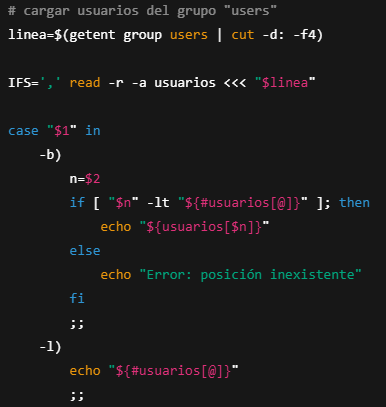 # cargar usuarios del grupo "users"
linea=$(getent group users | cut -d: -f4)
IFS=',' read -r -a usuarios <<< "$linea"
case "$1" in
    -b)
        n=$2
        if [ "$n" -lt "${#usuarios[@]}" ]; then
            echo "${usuarios[$n]}"
        else
            echo "Error: posición inexistente"
        fi
        ;;
    -l)
        echo "${#usuarios[@]}"
        ;;